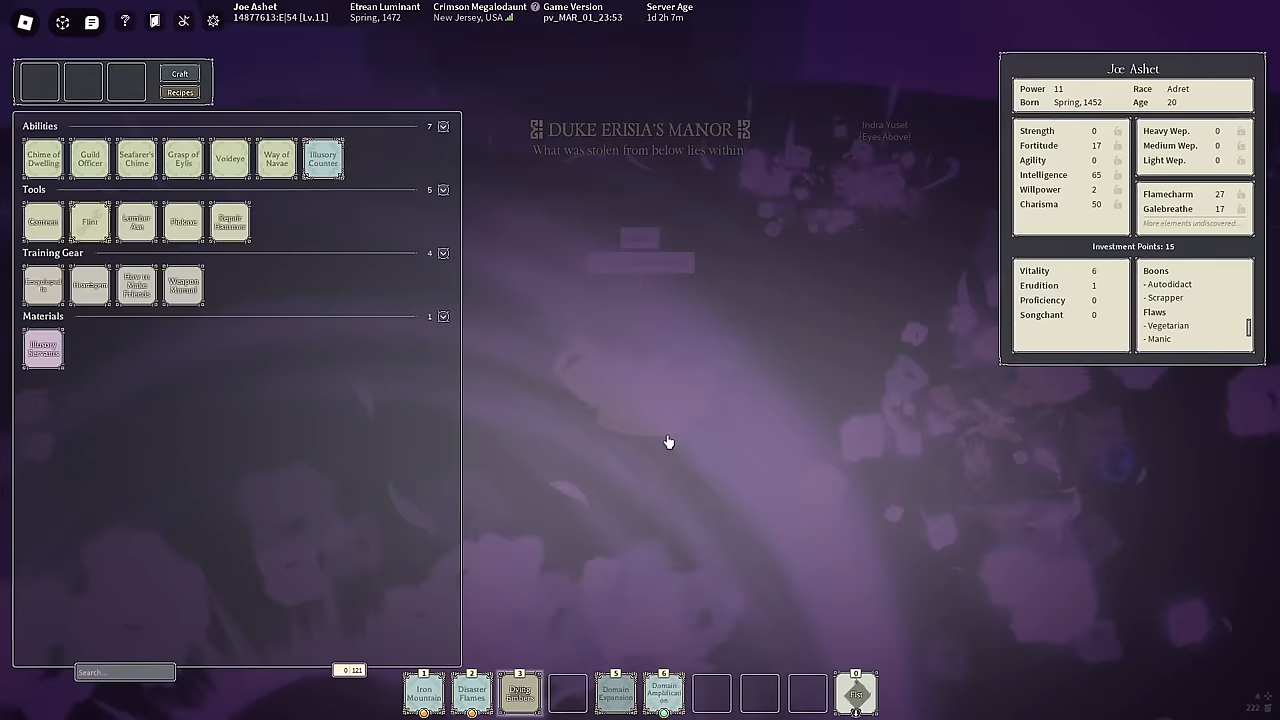 Joe Ashet
14877613:E|54 [Lv.11]
Etrean Luminant
Spring, 1472
Crimson Megalodaunt
New Jersey, USA
Game Version
pv_MAR_01_23:53
Server Age
1d 2h 7m
Craft
Recipes
Abilities 7
Chime of Dwelling
Guild Officer
Seafarer's Chime
Grasp of Eylis
Voideye
Way of Navae
Illusory Counter
Tools 5
Canteen
Flint
Lumber Axe
Pickaxe
Repair Hammer
Training Gear 4
How to Make Friends
Weapon Manual
Materials 1
Illusory Servants
Search...
0 121
DUKE ERISIA'S MANOR
What was stolen from below lies within
Indra Yuset
[Eyes Above]
Joe Ashet
Power 11 Race Adret
Born Spring, 1452 Age 20
Strength 0
Fortitude 17
Agility 0
Intelligence 65
Willpower 2
Charisma 50
Heavy Wep. 0
Medium Wep. 0
Light Wep. 0
Flamecharm 27
Galebreathe 17
More elements undiscovered...
Investment Points: 15
Vitality 6
Erudition 1
Proficiency 0
Songchant 0
Boons
- Autodidact
- Scrapper
Flaws
- Vegetarian
- Manic
1
Iron Mountain
2
Disaster Flames
3
Dying Embers
5
Domain Expansion
6
Domain Amplification
0
Fist
4
222